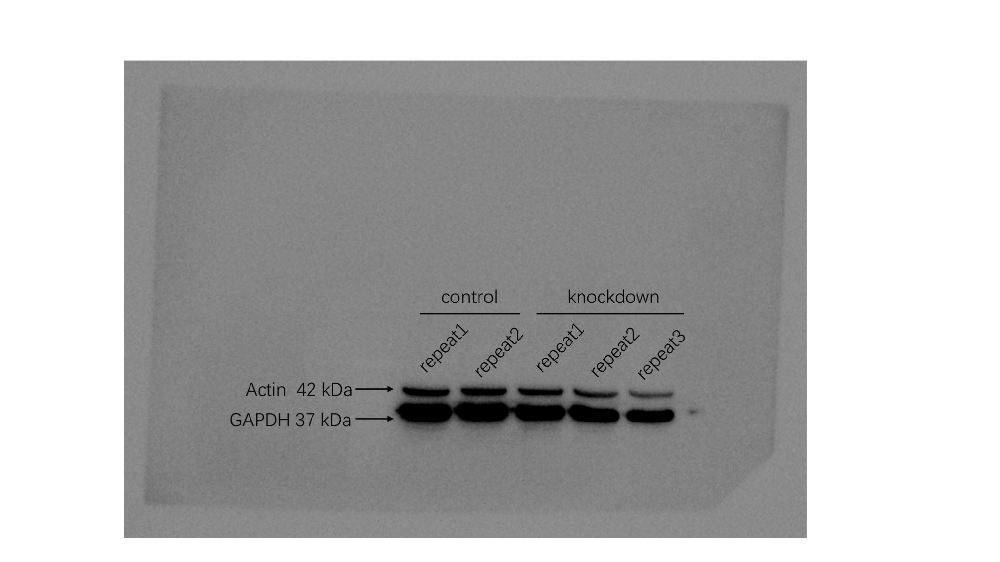 control knockdown
repeat1 repeat2 repeat1 repeat2 repeat3
Actin 42 kDa
GAPDH 37 kDa